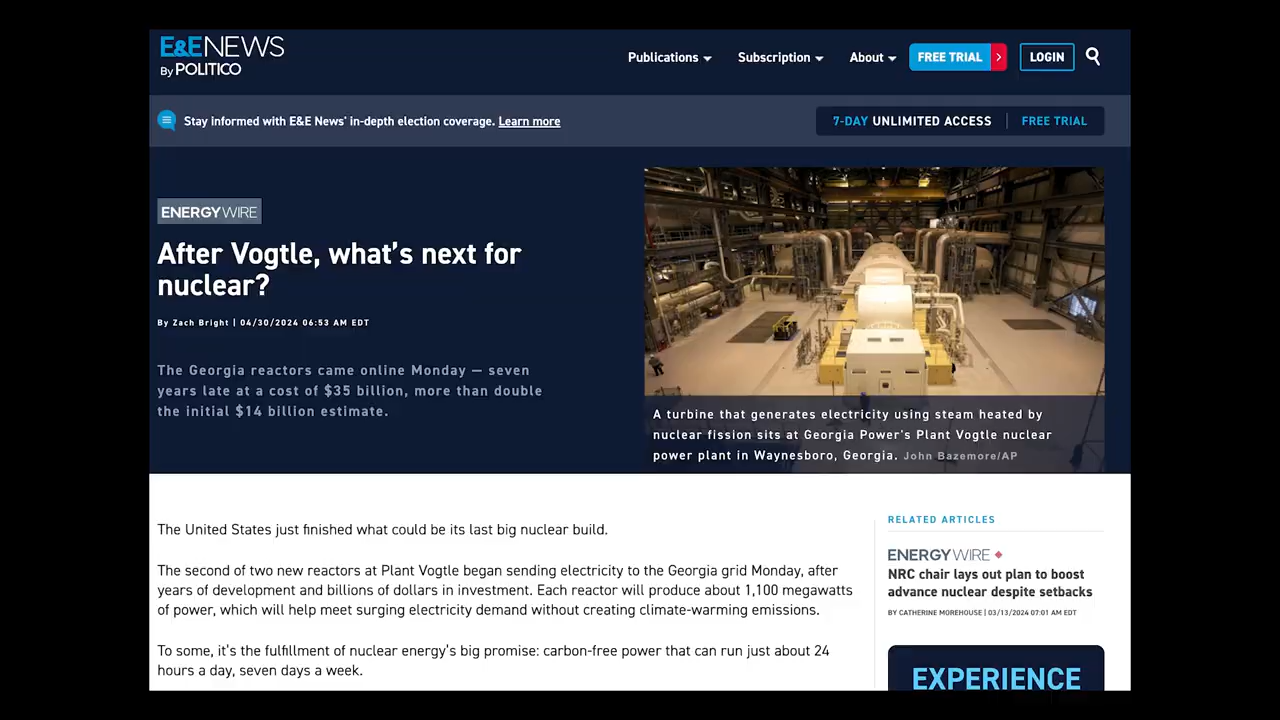 E&ENEWS
By POLITICO
Publications
Subscription
About
FREE TRIAL
LOGIN
Stay informed with E&E News' in-depth election coverage. Learn more
7-DAY UNLIMITED ACCESS
FREE TRIAL
ENERGYWIRE
After Vogtle, what's next for
nuclear?
By Zach Bright | 04/30/2024 06:53 AM EDT
The Georgia reactors came online Monday — seven
years late at a cost of $35 billion, more than double
the initial $14 billion estimate.
A turbine that generates electricity using steam heated by
nuclear fission sits at Georgia Power's Plant Vogtle nuclear
power plant in Waynesboro, Georgia. John Bazemore/AP
The United States just finished what could be its last big nuclear build.
The second of two new reactors at Plant Vogtle began sending electricity to the Georgia grid Monday, after
years of development and billions of dollars in investment. Each reactor will produce about 1,100 megawatts
of power, which will help meet surging electricity demand without creating climate-warming emissions.
To some, it's the fulfillment of nuclear energy's big promise: carbon-free power that can run just about 24
hours a day, seven days a week.
RELATED ARTICLES
ENERGYWIRE
NRC chair lays out plan to boost
advance nuclear despite setbacks
BY CATHERINE MOREHOUSE | 03/13/2024 07:01 AM EDT
EXPERIENCE